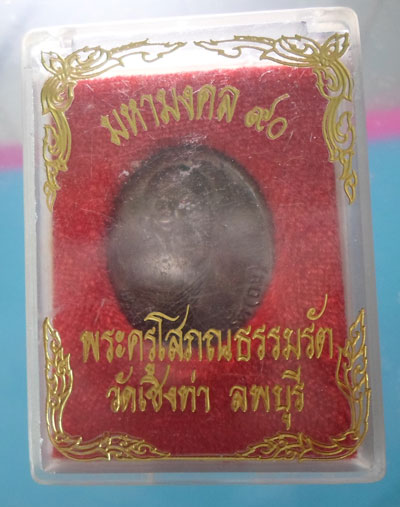 มหามงคล ๙๐
พระครูโสภณธรรมรัต
วัดเชิงท่า ลพบุรี